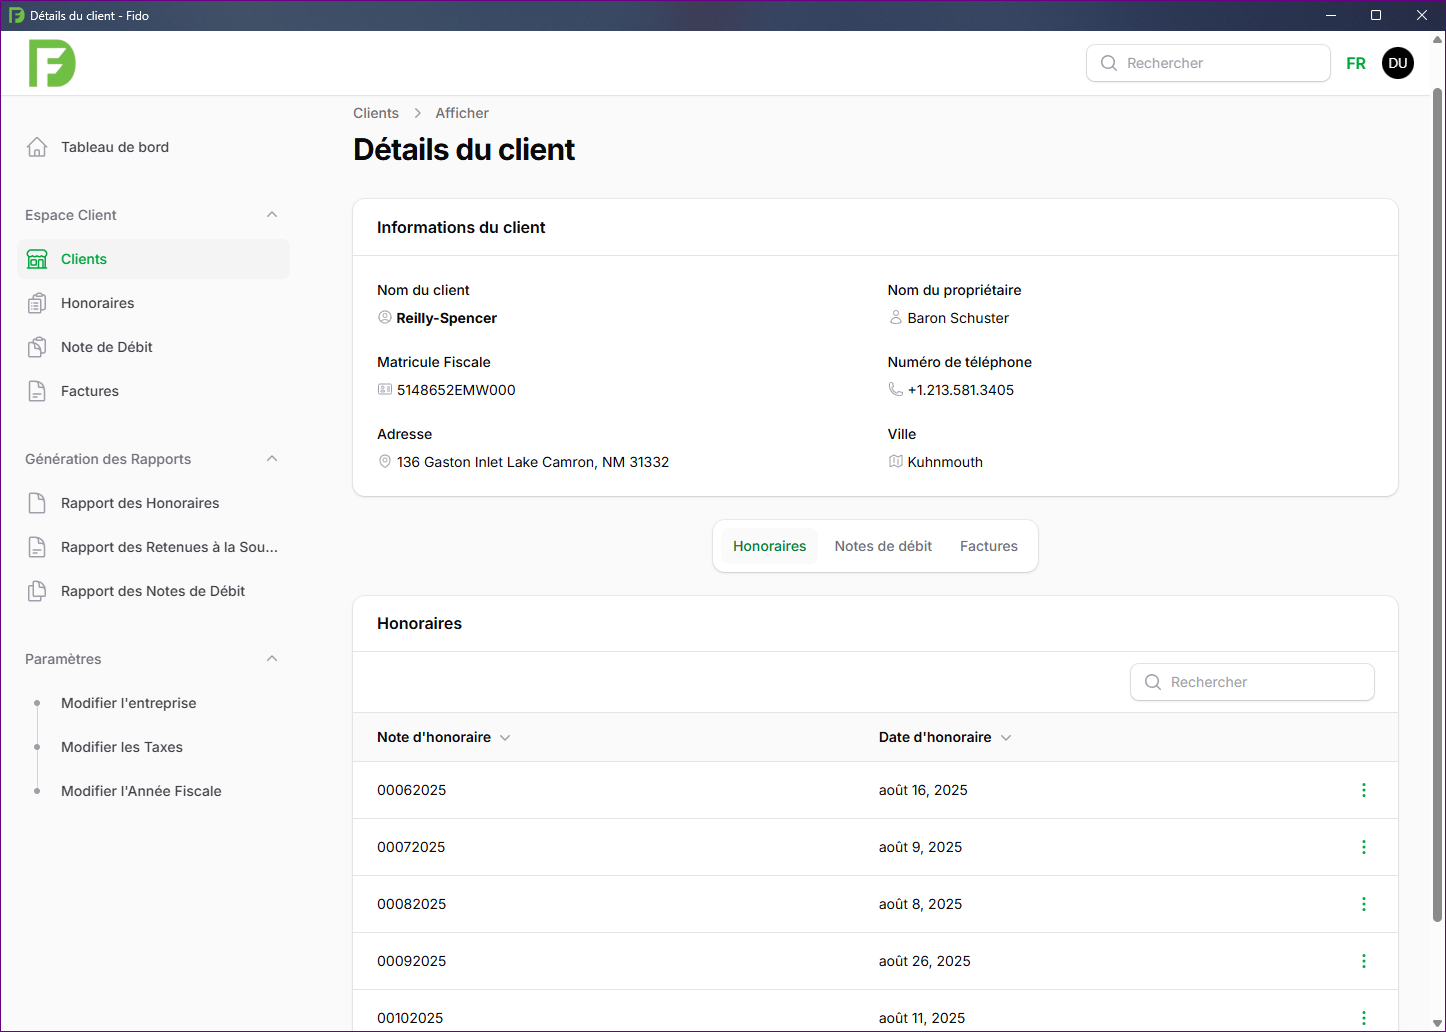 Détails du client - Fido
Rechercher
FR
DU
Tableau de bord
Espace Client
Clients
Honoraires
Note de Débit
Factures
Génération des Rapports
Rapport des Honoraires
Rapport des Retenues à la Sou...
Rapport des Notes de Débit
Paramètres
Modifier l'entreprise
Modifier les Taxes
Modifier l'Année Fiscale
Clients > Afficher
Détails du client
Informations du client
Nom du client
Reilly-Spencer
Nom du propriétaire
Baron Schuster
Matricule Fiscale
5148652EMW000
Numéro de téléphone
+1.213.581.3405
Adresse
136 Gaston Inlet Lake Camron, NM 31332
Ville
Kuhnmouth
Honoraires Notes de débit Factures
Honoraires
Rechercher
Note d'honoraire Date d'honoraire
00062025 août 16, 2025
00072025 août 9, 2025
00082025 août 8, 2025
00092025 août 26, 2025
00102025 août 11, 2025